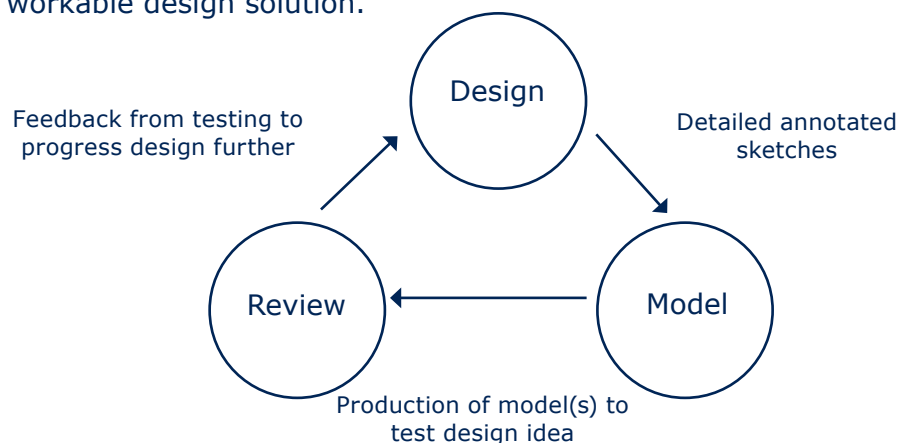 workable design solution.
Design
Feedback from testing to
progress design further
Detailed annotated
sketches
Review
Model
Production of model(s) to
test design idea